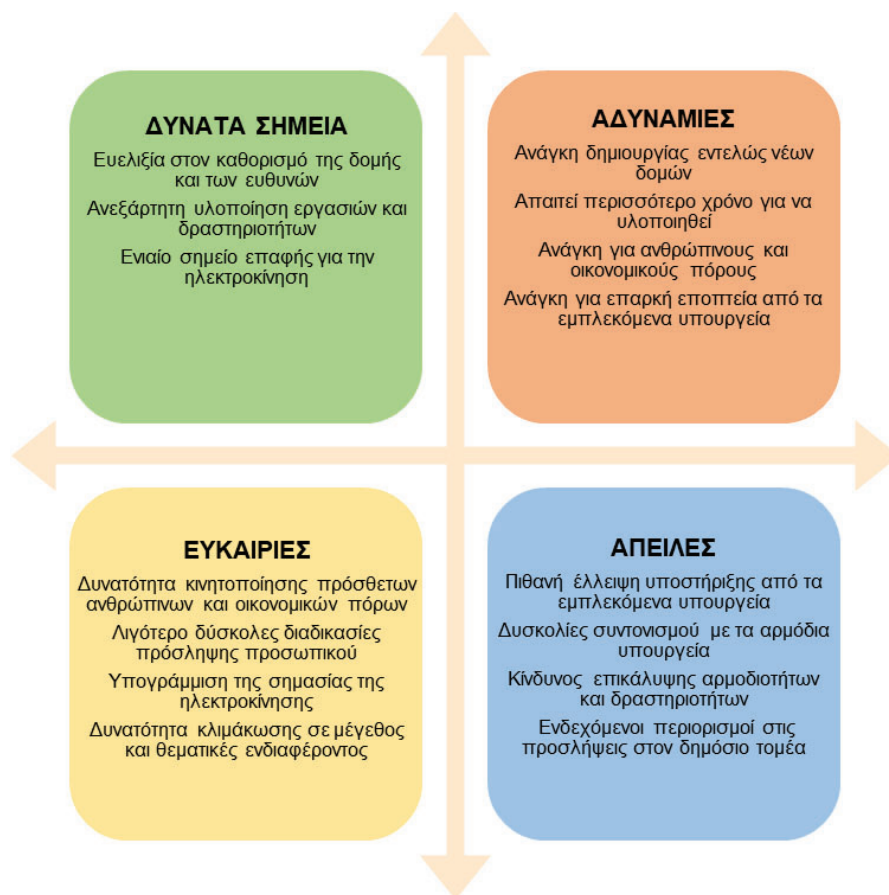 ΔΥΝΑΤΑ ΣΗΜΕΙΑ
Ευελιξία στον καθορισμό της δομής
και των ευθυνών
Ανεξάρτητη υλοποίηση εργασιών και
δραστηριοτήτων
Ενιαίο σημείο επαφής για την
ηλεκτροκίνηση
ΑΔΥΝΑΜΙΕΣ
Ανάγκη δημιουργίας εντελώς νέων
δομών
Απαιτεί περισσότερο χρόνο για να
υλοποιηθεί
Ανάγκη για ανθρώπινους και
οικονομικούς πόρους
Ανάγκη για επαρκή εποπτεία από τα
εμπλεκόμενα υπουργεία
ΕΥΚΑΙΡΙΕΣ
Δυνατότητα κινητοποίησης πρόσθετων
ανθρώπινων και οικονομικών πόρων
Λιγότερο δύσκολες διαδικασίες
πρόσληψης προσωπικού
Υπογράμμιση της σημασίας της
ηλεκτροκίνησης
Δυνατότητα κλιμάκωσης σε μέγεθος
και θεματικές ενδιαφέροντος
ΑΠΕΙΛΕΣ
Πιθανή έλλειψη υποστήριξης από τα
εμπλεκόμενα υπουργεία
Δυσκολίες συντονισμού με τα αρμόδια
υπουργεία
Κίνδυνος επικάλυψης αρμοδιοτήτων
και δραστηριοτήτων
Ενδεχόμενοι περιορισμοί στις
προσλήψεις στον δημόσιο τομέα